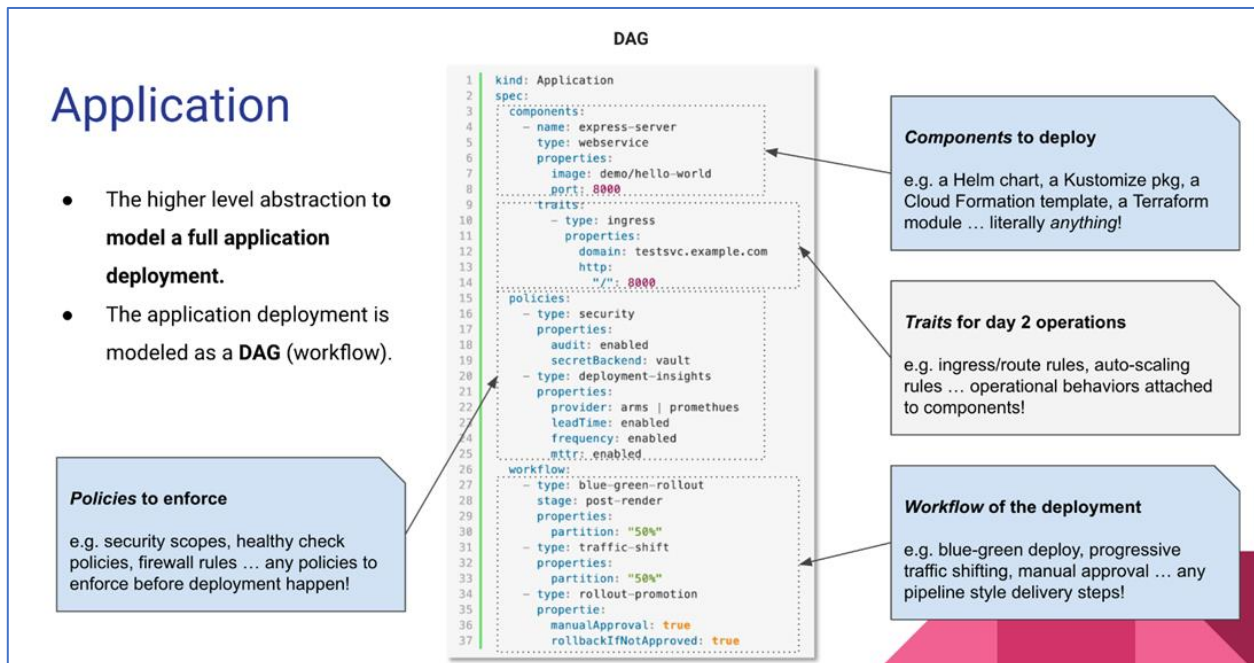 DAG
Application
● The higher level abstraction to
model a full application
deployment.
● The application deployment is
modeled as a DAG (workflow).
1 kind: Application
2 spec:
3   components:
4     - name: express-server
5       type: webservice
6       properties:
7         image: demo/hello-world
8         port: 8000
9       traits:
10         - type: ingress
11           properties:
12             domain: testsvc.example.com
13             http:
14               "/": 8000
15   policies:
16     - type: security
17       properties:
18         audit: enabled
19         secretBackend: vault
20     - type: deployment-insights
21       properties:
22         provider: arms | promethues
23         leadTime: enabled
24         frequency: enabled
25         mttr: enabled
26   workflow:
27     - type: blue-green-rollout
28       stage: post-render
29       properties:
30         partition: "50%"
31     - type: traffic-shift
32       properties:
33         partition: "50%"
34     - type: rollout-promotion
35       propertie:
36         manualApproval: true
37         rollbackIfNotApproved: true
Components to deploy
e.g. a Helm chart, a Kustomize pkg, a
Cloud Formation template, a Terraform
module … literally anything!
Traits for day 2 operations
e.g. ingress/route rules, auto-scaling
rules … operational behaviors attached
to components!
Policies to enforce
e.g. security scopes, healthy check
policies, firewall rules … any policies to
enforce before deployment happen!
Workflow of the deployment
e.g. blue-green deploy, progressive
traffic shifting, manual approval … any
pipeline style delivery steps!